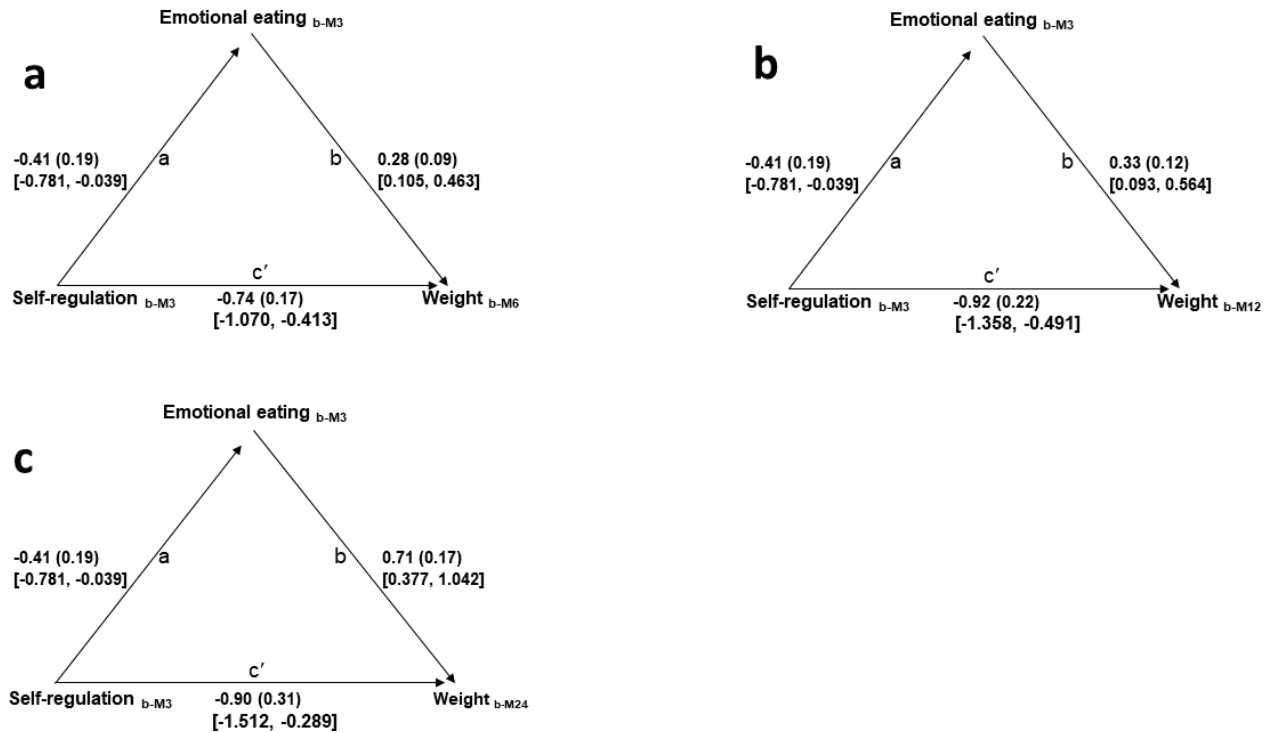 Emotional eating b-M3
a
-0.41 (0.19)
[-0.781, -0.039]
a
b
0.28 (0.09)
[0.105, 0.463]
c′
Self-regulation b-M3
-0.74 (0.17)
[-1.070, -0.413]
Weight b-M6
Emotional eating b-M3
b
-0.41 (0.19)
[-0.781, -0.039]
a
b
0.33 (0.12)
[0.093, 0.564]
c′
Self-regulation b-M3
-0.92 (0.22)
[-1.358, -0.491]
Weight b-M12
Emotional eating b-M3
c
-0.41 (0.19)
[-0.781, -0.039]
a
b
0.71 (0.17)
[0.377, 1.042]
c′
Self-regulation b-M3
-0.90 (0.31)
[-1.512, -0.289]
Weight b-M24